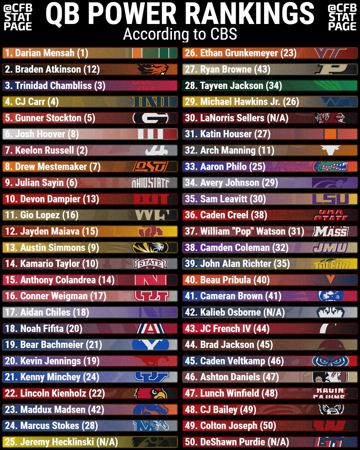 @CFB
STAT
PAGE
QB POWER RANKINGS
According to CBS
@CFB
STAT
PAGE
1. Darian Mensah (1)
2. Braden Atkinson (12)
3. Trinidad Chambliss (3)
4. CJ Carr (4)
5. Gunner Stockton (5)
6. Josh Hoover (8)
7. Keelon Russell (2)
8. Drew Mestemaker (7)
9. Julian Sayin (6)
10. Devon Dampier (13)
11. Gio Lopez (16)
12. Jayden Maiava (15)
13. Austin Simmons (9)
14. Kamario Taylor (10)
15. Anthony Colandrea (14)
16. Conner Weigman (17)
17. Aidan Chiles (18)
18. Noah Fifita (20)
19. Bear Bachmeier (21)
20. Kevin Jennings (19)
21. Kenny Minchey (24)
22. Lincoln Kienholz (22)
23. Maddux Madsen (42)
24. Marcus Stokes (28)
25. Jeremy Hecklinski (N/A)
26. Ethan Grunkemeyer (23)
27. Ryan Browne (43)
28. Tayven Jackson (34)
29. Michael Hawkins Jr. (26)
30. LaNorris Sellers (N/A)
31. Katin Houser (27)
32. Arch Manning (11)
33. Aaron Philo (25)
34. Avery Johnson (29)
35. Sam Leavitt (30)
36. Caden Creel (38)
37. William "Pop" Watson (31)
38. Camden Coleman (32)
39. John Alan Richter (35)
40. Beau Pribula (40)
41. Cameran Brown (41)
42. Kalieb Osborne (N/A)
43. JC French IV (44)
44. Brad Jackson (45)
45. Caden Veltkamp (46)
46. Ashton Daniels (47)
47. Lunch Winfield (48)
48. CJ Bailey (49)
49. Colton Joseph (50)
50. DeShawn Purdie (N/A)